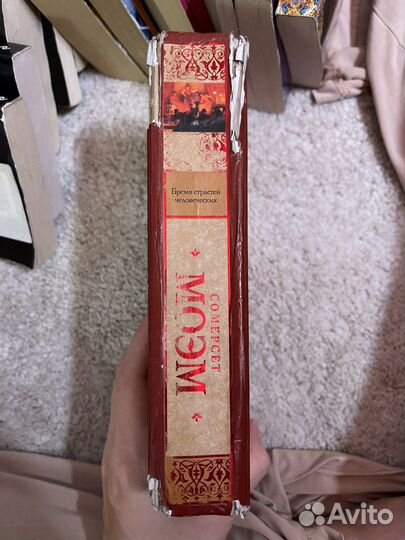 Бремя страстей
человеческих
СОМЕРСЕТ
МОЭМ
Avito